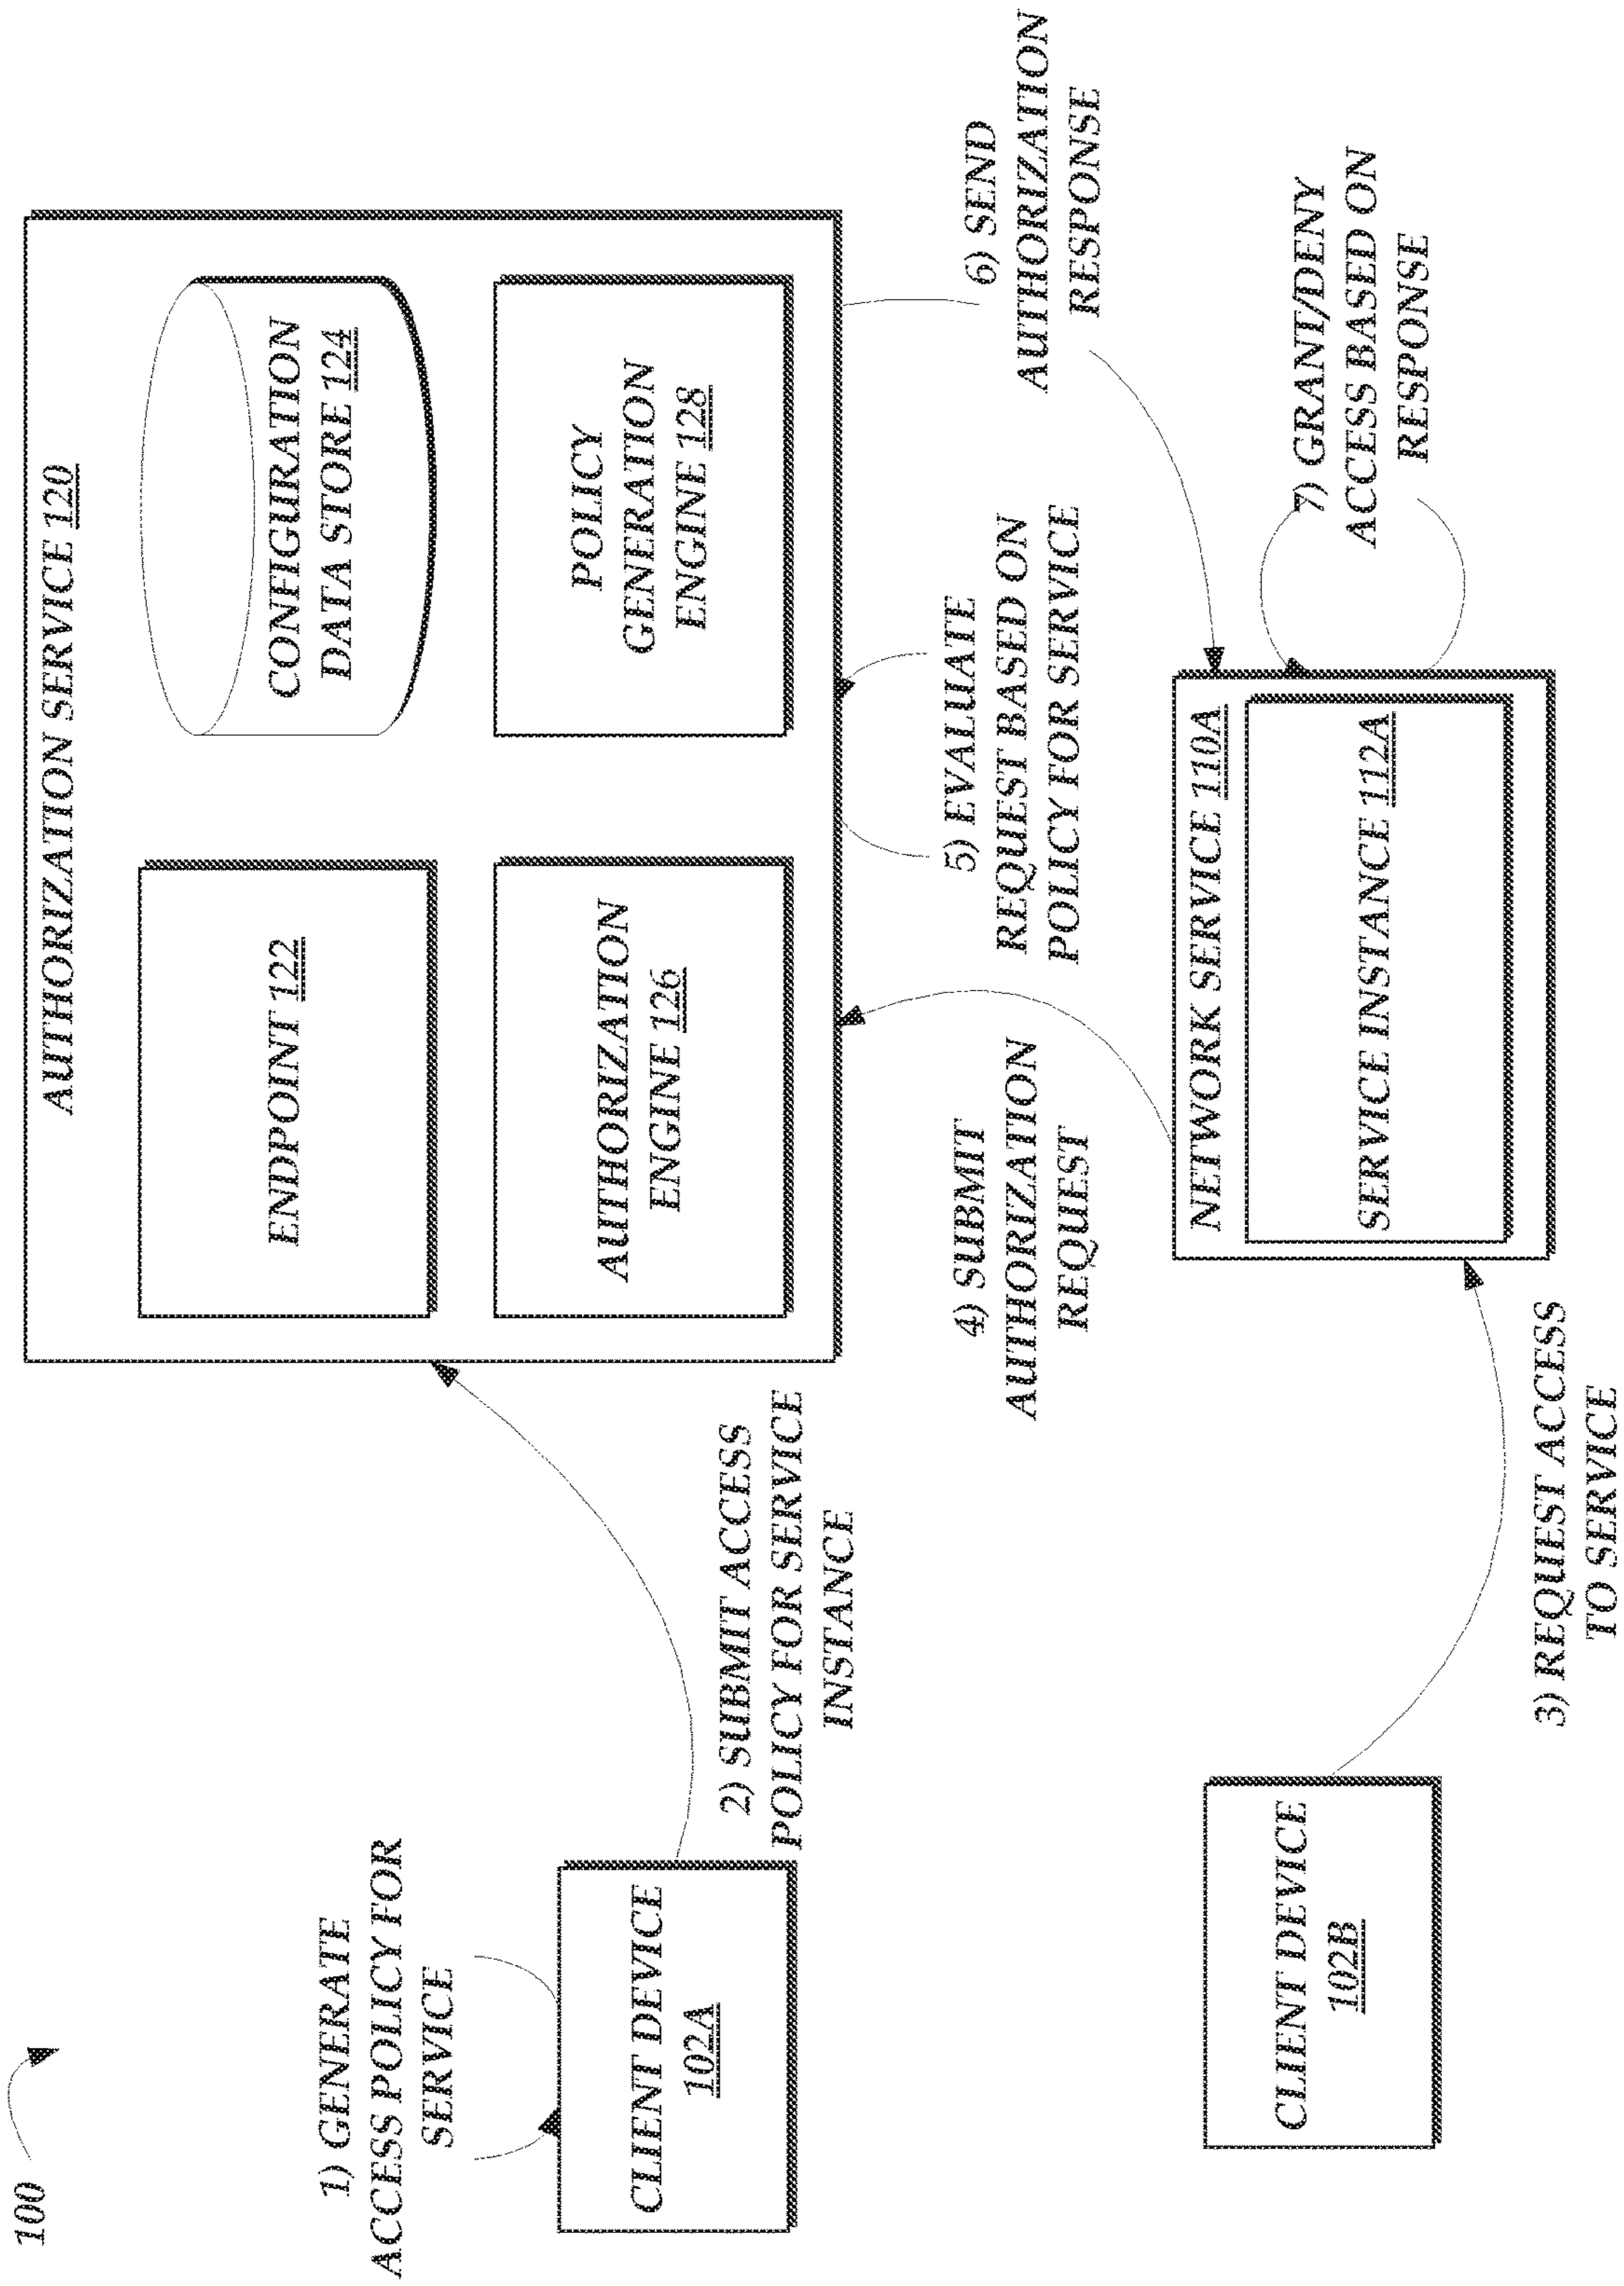 100
1) GENERATE
ACCESS POLICY FOR
SERVICE
CLIENT DEVICE
102A
2) SUBMIT ACCESS
POLICY FOR SERVICE
INSTANCE
AUTHORIZATION SERVICE 120
ENDPOINT 122
CONFIGURATION
DATA STORE 124
AUTHORIZATION
ENGINE 126
POLICY
GENERATION
ENGINE 128
CLIENT DEVICE
102B
3) REQUEST ACCESS
TO SERVICE
4) SUBMIT
AUTHORIZATION
REQUEST
5) EVALUATE
REQUEST BASED ON
POLICY FOR SERVICE
6) SEND
AUTHORIZATION
RESPONSE
NETWORK SERVICE 110A
SERVICE INSTANCE 112A
7) GRANT/DENY
ACCESS BASED ON
RESPONSE